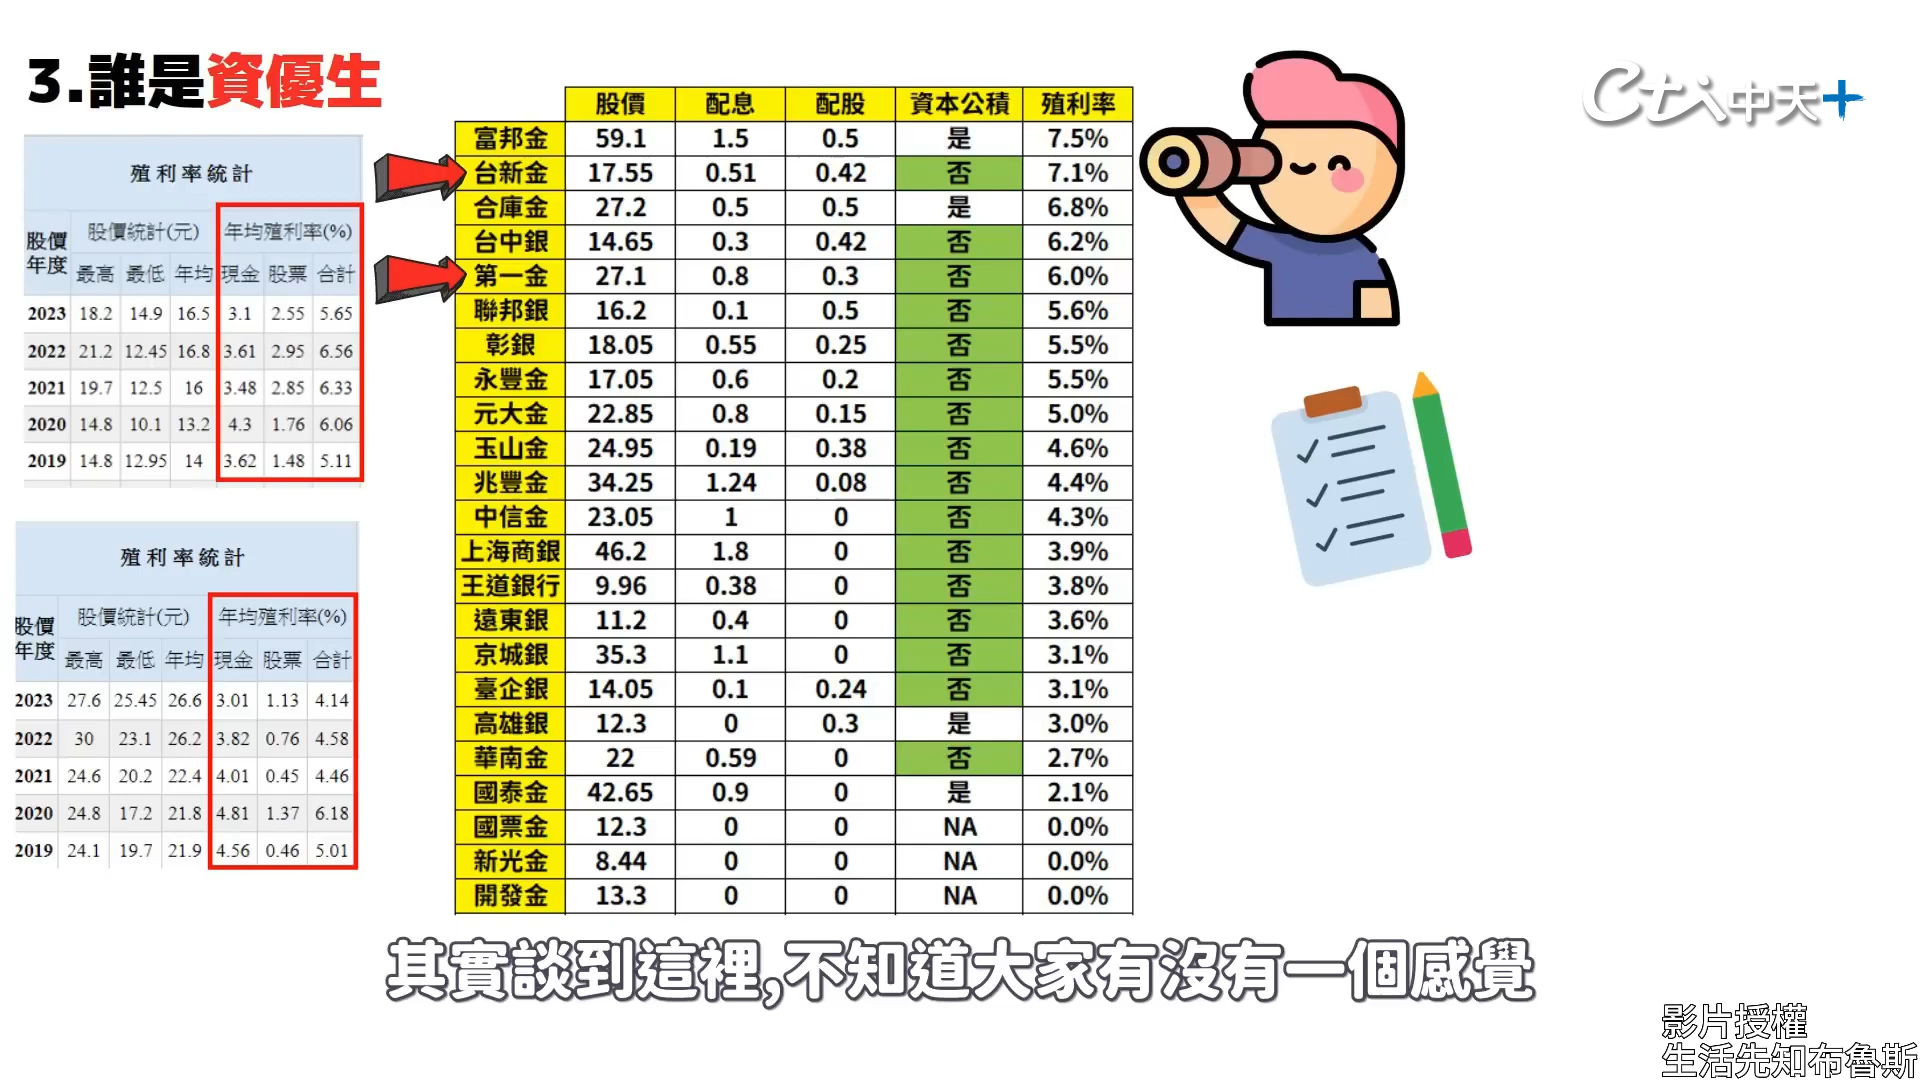 3.誰是資優生
cti中天+
殖利率統計
股價年度 股價統計(元) 年均殖利率(%)
最高 最低 年均 現金 股票 合計
2023 18.2 14.9 16.5 3.1 2.55 5.65
2022 21.2 12.45 16.8 3.61 2.95 6.56
2021 19.7 12.5 16 3.48 2.85 6.33
2020 14.8 10.1 13.2 4.3 1.76 6.06
2019 14.8 12.95 14 3.62 1.48 5.11
殖利率統計
股價年度 股價統計(元) 年均殖利率(%)
最高 最低 年均 現金 股票 合計
2023 27.6 25.45 26.6 3.01 1.13 4.14
2022 30 23.1 26.2 3.82 0.76 4.58
2021 24.6 20.2 22.4 4.01 0.45 4.46
2020 24.8 17.2 21.8 4.81 1.37 6.18
2019 24.1 19.7 21.9 4.56 0.46 5.01
股價 配息 配股 資本公積 殖利率
富邦金 59.1 1.5 0.5 是 7.5%
台新金 17.55 0.51 0.42 否 7.1%
合庫金 27.2 0.5 0.5 是 6.8%
台中銀 14.65 0.3 0.42 否 6.2%
第一金 27.1 0.8 0.3 否 6.0%
聯邦銀 16.2 0.1 0.5 否 5.6%
彰銀 18.05 0.55 0.25 否 5.5%
永豐金 17.05 0.6 0.2 否 5.5%
元大金 22.85 0.8 0.15 否 5.0%
玉山金 24.95 0.19 0.38 否 4.6%
兆豐金 34.25 1.24 0.08 否 4.4%
中信金 23.05 1 0 否 4.3%
上海商銀 46.2 1.8 0 否 3.9%
王道銀行 9.96 0.38 0 否 3.8%
遠東銀 11.2 0.4 0 否 3.6%
京城銀 35.3 1.1 0 否 3.1%
臺企銀 14.05 0.1 0.24 否 3.1%
高雄銀 12.3 0 0.3 是 3.0%
華南金 22 0.59 0 否 2.7%
國泰金 42.65 0.9 0 是 2.1%
國票金 12.3 0 0 NA 0.0%
新光金 8.44 0 0 NA 0.0%
開發金 13.3 0 0 NA 0.0%
其實談到這裡,不知道大家有沒有一個感覺
影片授權
生活先知布魯斯